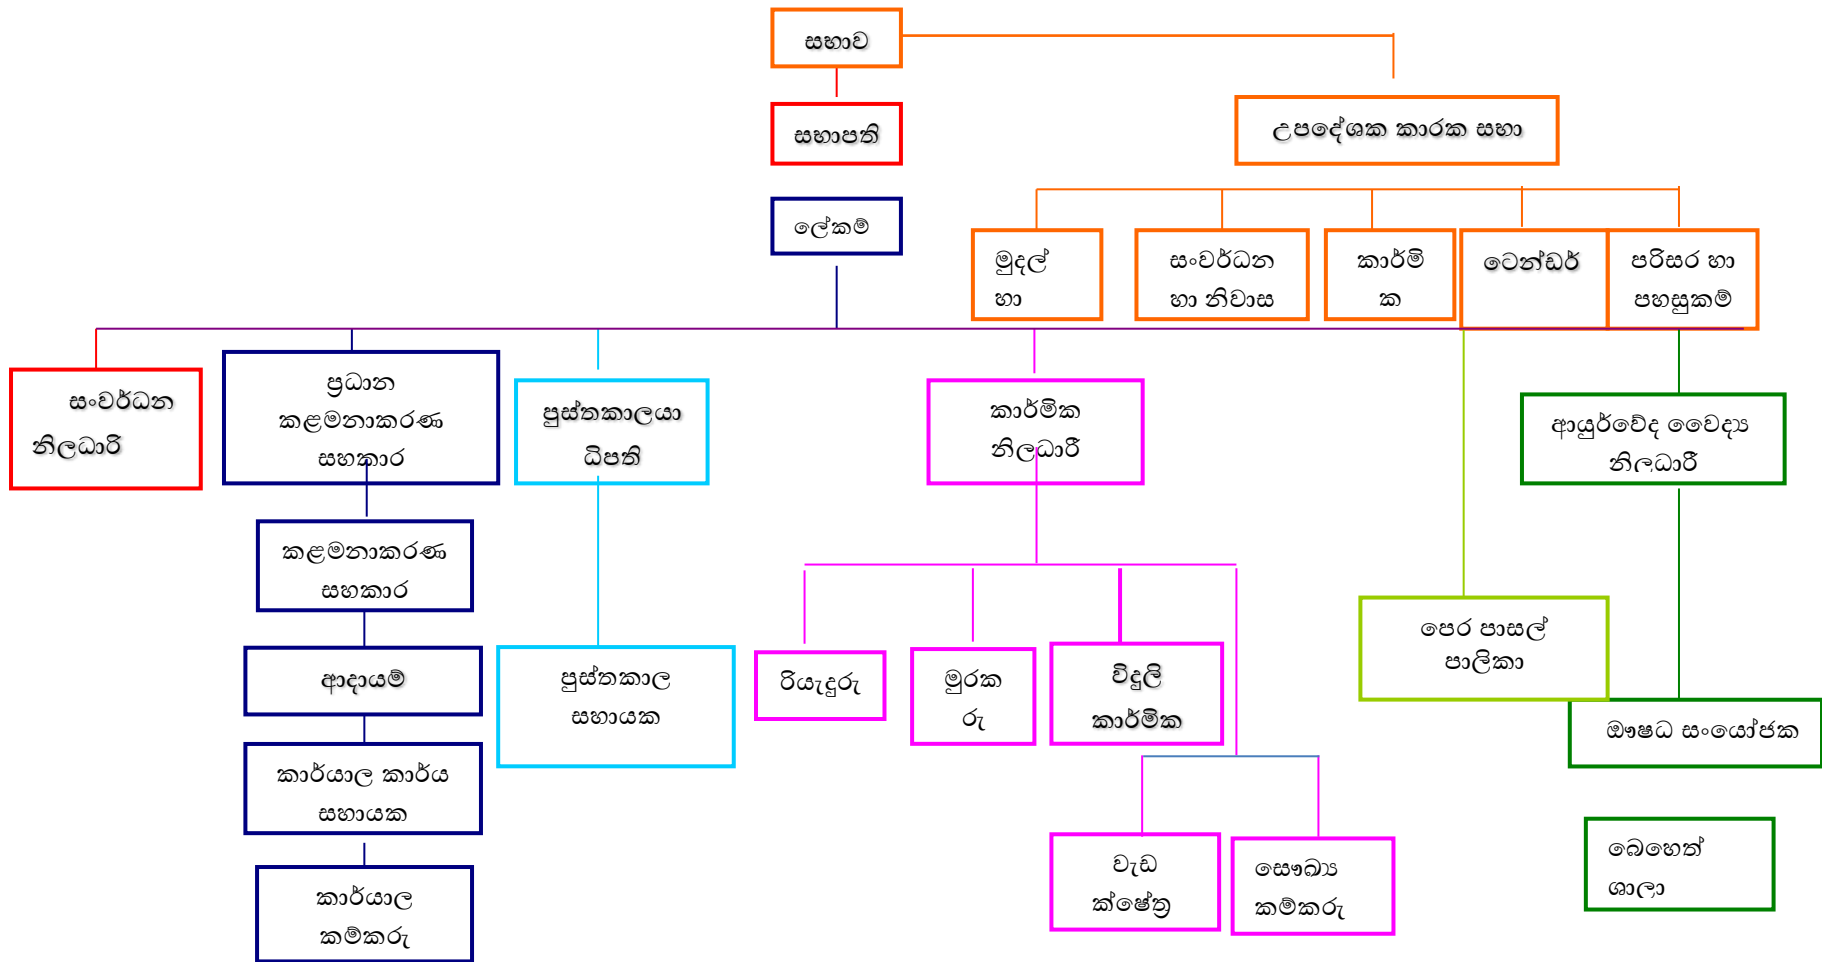 සභාව
සභාපති
උපදේශක කාරක සභා
ලේකම්
මුදල්
හා
සංවර්ධන
හා නිවාස
කාර්මි
ක
ටෙන්ඩර්
පරිසර හා
පහසුකම්
සංවර්ධන
නිලධාරි
ප්‍රධාන
කළමනාකරණ
සහකාර
පුස්තකාලයා
ධිපති
කාර්මික
නිලධාරී
ආයුර්වේද වෛද්‍ය
නිලධාරී
කළමනාකරණ
සහකාර
ආදායම්
කාර්යාල කාර්ය
සහායක
කාර්යාල
කම්කරු
පුස්තකාල
සහායක
රියැදුරු
මුරක
රු
විදුලි
කාර්මික
වැඩ
ක්ෂේත්‍ර
සෞඛ්‍ය
කම්කරු
පෙර පාසල්
පාලිකා
ඖෂධ සංයෝජක
බෙහෙත්
ශාලා